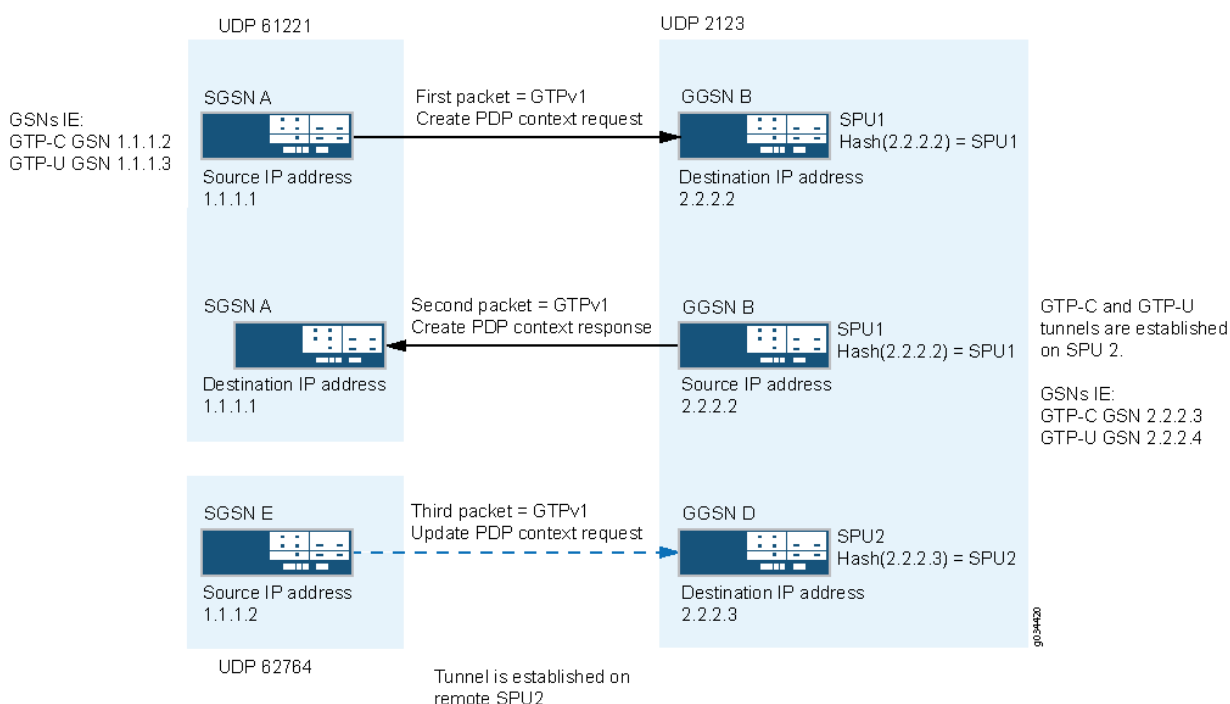 UDP 61221
UDP 2123
SGSN A
First packet = GTPv1
Create PDP context request
GGSN B
GSNs IE:
GTP-C GSN 1.1.1.2
GTP-U GSN 1.1.1.3
SPU1
Hash(2.2.2.2) = SPU1
Source IP address
1.1.1.1
Destination IP address
2.2.2.2
SGSN A
Second packet = GTPv1
Create PDP context response
GGSN B
SPU1
Hash(2.2.2.2) = SPU1
GTP-C and GTP-U
tunnels are established
on SPU 2.
Destination IP address
1.1.1.1
Source IP address
2.2.2.2
GSNs IE:
GTP-C GSN 2.2.2.3
GTP-U GSN 2.2.2.4
SGSN E
Third packet = GTPv1
Update PDP context request
GGSN D
SPU2
Hash(2.2.2.3) = SPU2
Source IP address
1.1.1.2
Destination IP address
2.2.2.3
g034420
UDP 62764
Tunnel is established on
remote SPU2